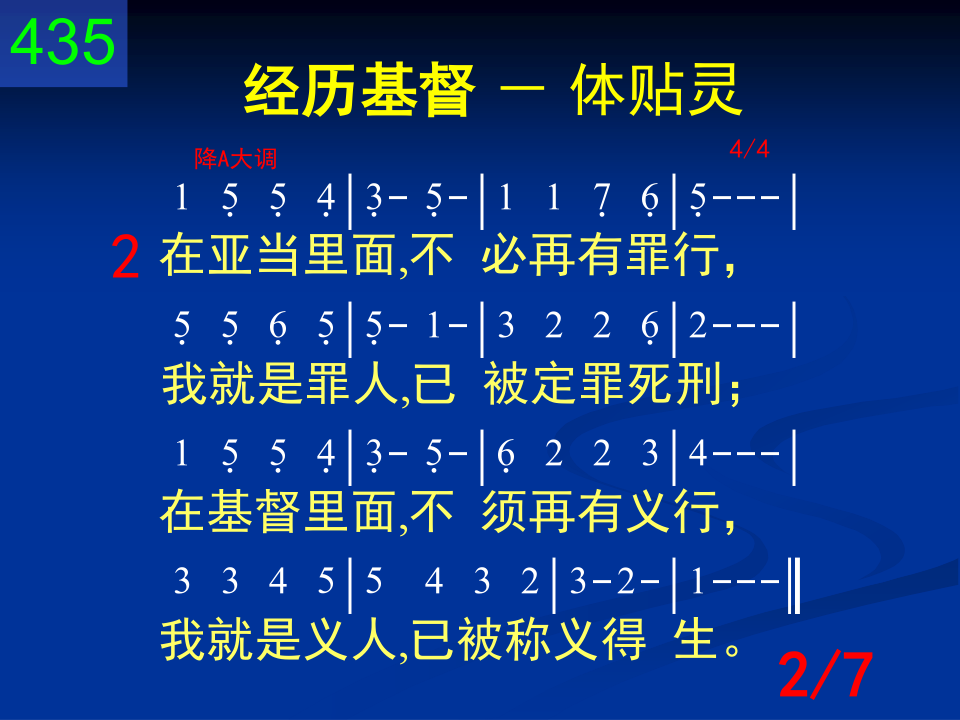 435
经历基督 － 体贴灵
降A大调 4/4
1 5̣ 5̣ 4̣ | 3̣ - 5̣ - | 1 1 7̣ 6̣ | 5̣ - - - |
2 在亚当里面,不 必再有罪行，
5̣ 5̣ 6̣ 5̣ | 5̣ - 1 - | 3 2 2 6̣ | 2 - - - |
我就是罪人,已 被定罪死刑；
1 5̣ 5̣ 4̣ | 3̣ - 5̣ - | 6̣ 2 2 3 | 4 - - - |
在基督里面,不 须再有义行，
3 3 4 5 | 5 4 3 2 | 3 - 2 - | 1 - - - ‖
我就是义人,已被称义得 生。
2/7